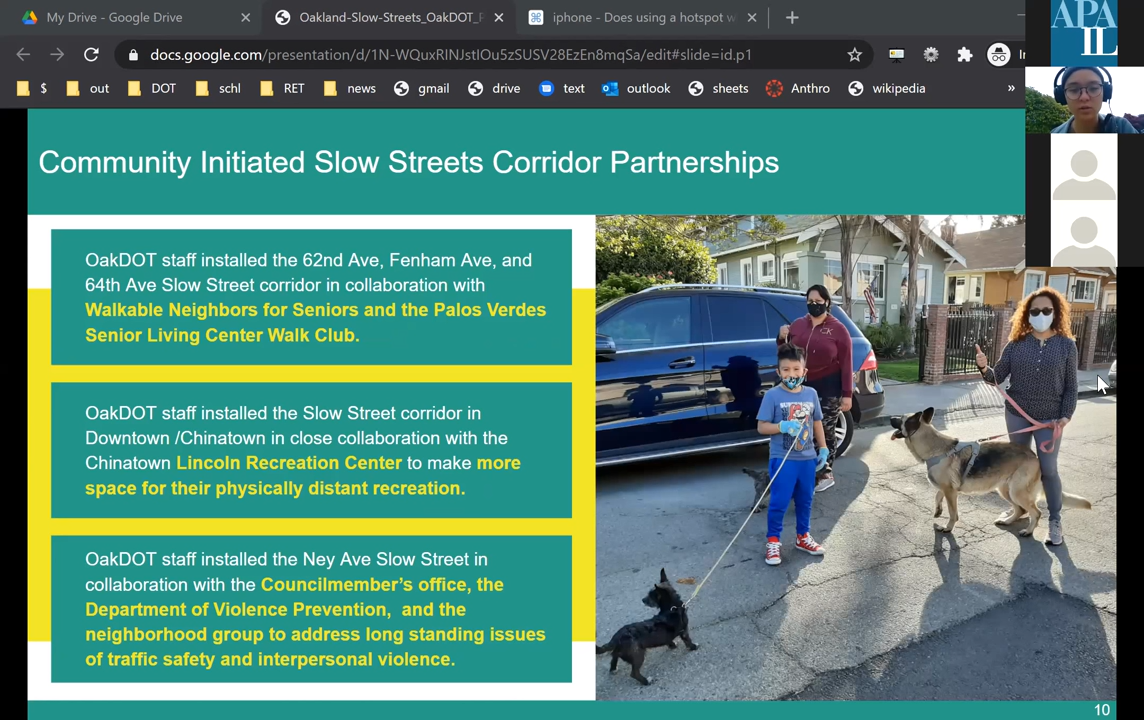 My Drive - Google Drive
Oakland-Slow-Streets_OakDOT_P
iphone - Does using a hotspot w
docs.google.com/presentation/d/1N-WQuxRINJstIOu5zSUSV28EzEn8mqSa/edit#slide=id.p1
$ out DOT schl RET news gmail drive text outlook sheets Anthro wikipedia »
APA
IL
Community Initiated Slow Streets Corridor Partnerships
OakDOT staff installed the 62nd Ave, Fenham Ave, and
64th Ave Slow Street corridor in collaboration with
Walkable Neighbors for Seniors and the Palos Verdes
Senior Living Center Walk Club.
OakDOT staff installed the Slow Street corridor in
Downtown /Chinatown in close collaboration with the
Chinatown Lincoln Recreation Center to make more
space for their physically distant recreation.
OakDOT staff installed the Ney Ave Slow Street in
collaboration with the Councilmember’s office, the
Department of Violence Prevention, and the
neighborhood group to address long standing issues
of traffic safety and interpersonal violence.
10